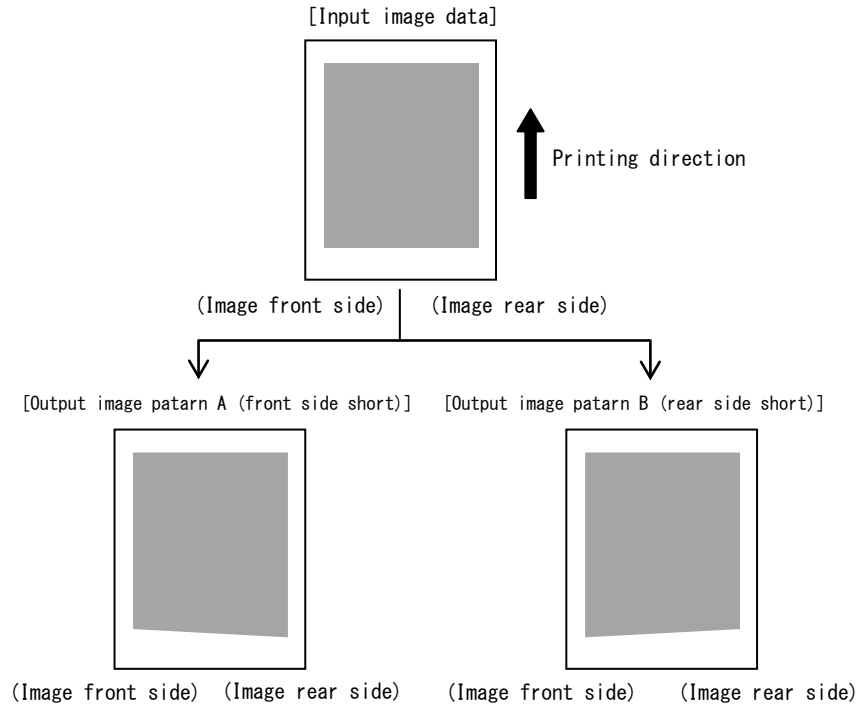 [Input image data]
Printing direction
(Image front side) (Image rear side)
[Output image patarn A (front side short)] [Output image patarn B (rear side short)]
(Image front side) (Image rear side) (Image front side) (Image rear side)